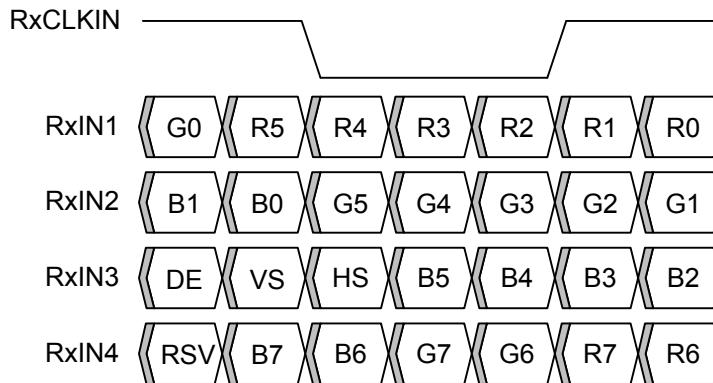 RxCLKIN
RxIN1 G0 R5 R4 R3 R2 R1 R0
RxIN2 B1 B0 G5 G4 G3 G2 G1
RxIN3 DE VS HS B5 B4 B3 B2
RxIN4 RSV B7 B6 G7 G6 R7 R6